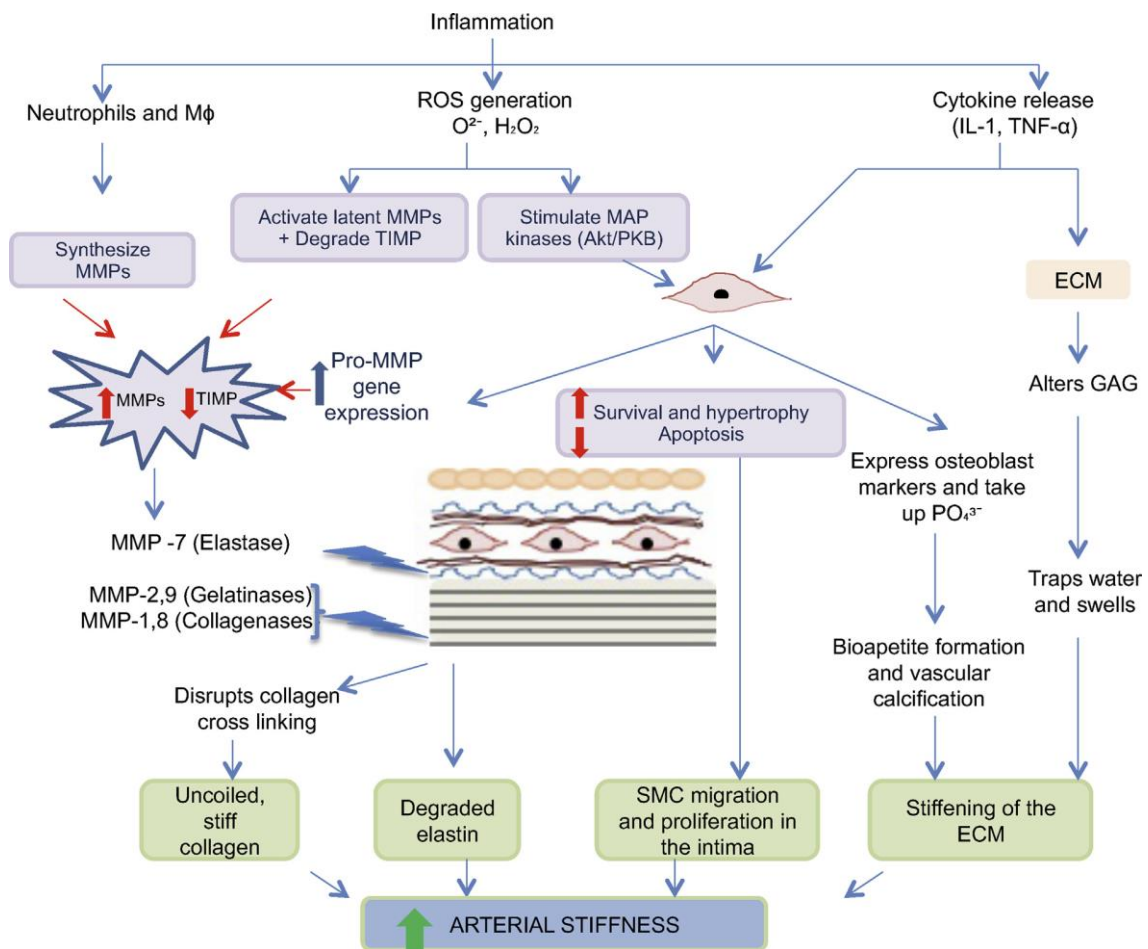 Inflammation
Neutrophils and Mϕ
ROS generation
O²⁻, H₂O₂
Cytokine release
(IL-1, TNF-α)
Synthesize
MMPs
Activate latent MMPs
+ Degrade TIMP
Stimulate MAP
kinases (Akt/PKB)
ECM
MMPs
TIMP
Pro-MMP
gene
expression
Survival and hypertrophy
Apoptosis
Alters GAG
Express osteoblast
markers and take
up PO₄³⁻
MMP -7 (Elastase)
MMP-2,9 (Gelatinases)
MMP-1,8 (Collagenases
Traps water
and swells
Bioapetite formation
and vascular
calcification
Disrupts collagen
cross linking
Uncoiled,
stiff
collagen
Degraded
elastin
SMC migration
and proliferation in
the intima
Stiffening of the
ECM
ARTERIAL STIFFNESS